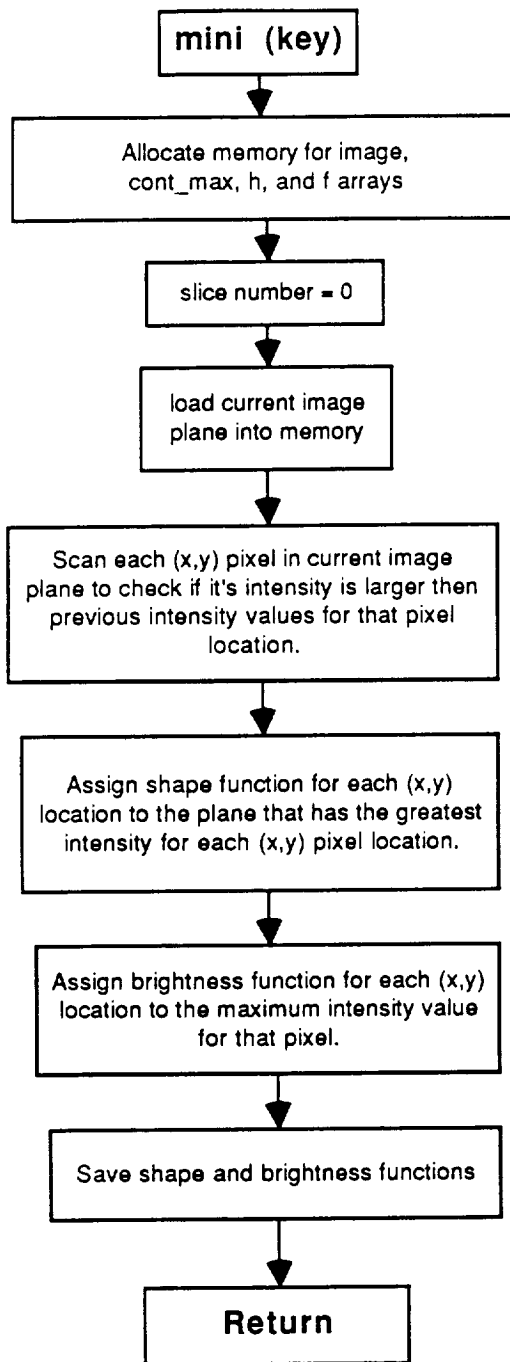 mini (key)
Allocate memory for image,
cont_max, h, and f arrays
slice number = 0
load current image
plane into memory
Scan each (x,y) pixel in current image
plane to check if it's intensity is larger then
previous intensity values for that pixel
location.
Assign shape function for each (x,y)
location to the plane that has the greatest
intensity for each (x,y) pixel location.
Assign brightness function for each (x,y)
location to the maximum intensity value
for that pixel.
Save shape and brightness functions
Return